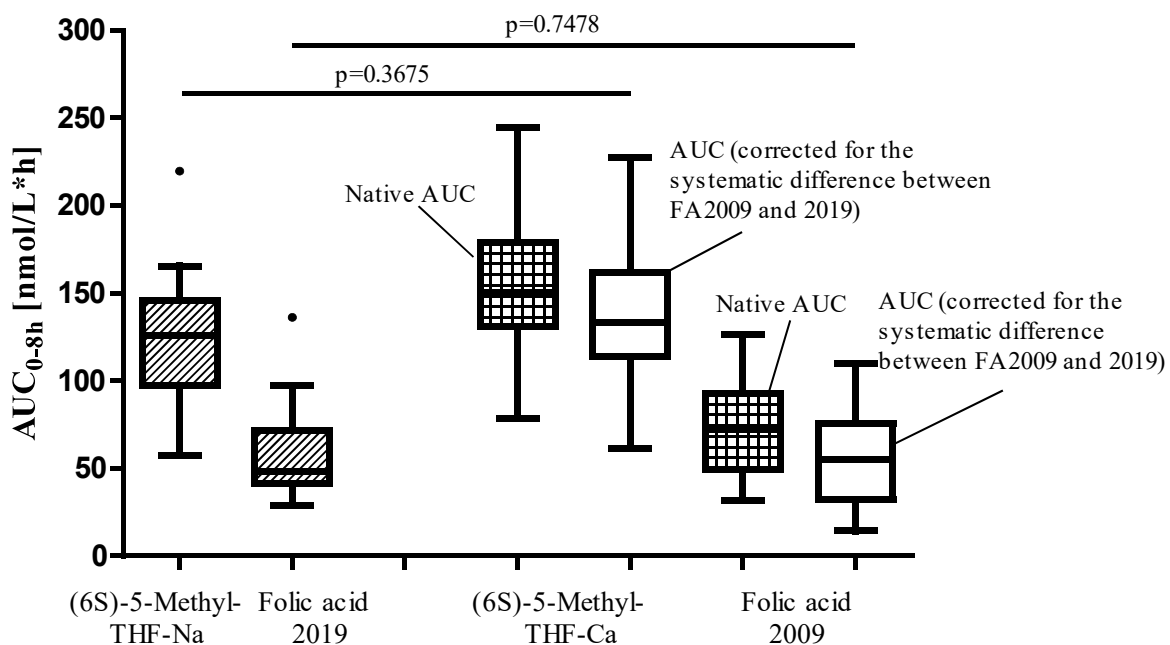 p=0.7478
p=0.3675
300
250
200
150
100
50
0
AUC0-8h [nmol/L*h]
Native AUC
AUC (corrected for the
systematic difference between
FA2009 and 2019)
Native AUC
AUC (corrected for the
systematic difference
between FA2009 and 2019)
(6S)-5-Methyl-
THF-Na
Folic acid
2019
(6S)-5-Methyl-
THF-Ca
Folic acid
2009